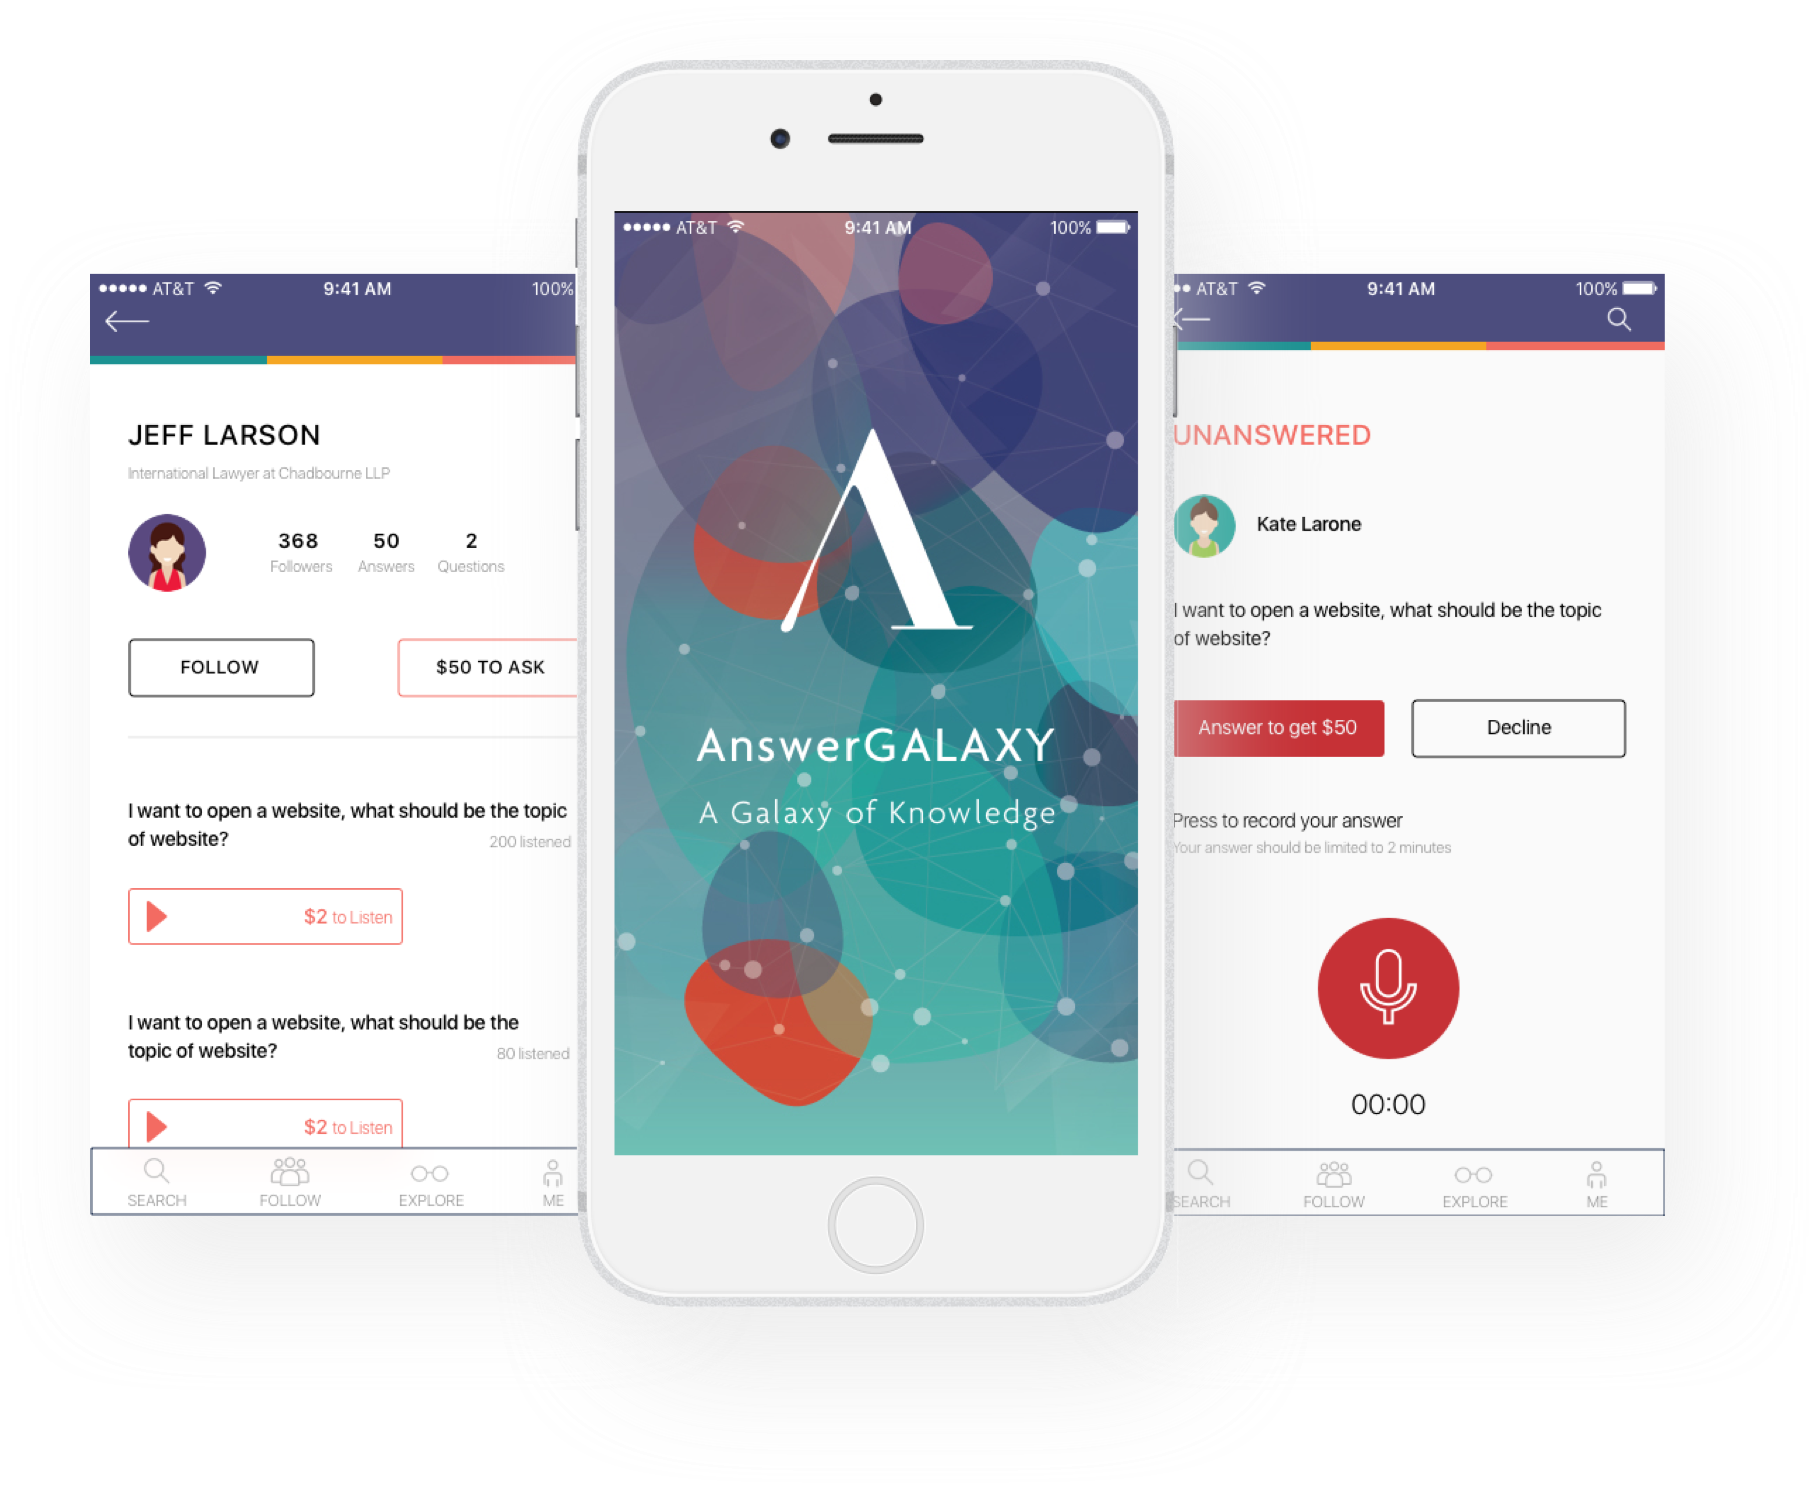 AT&T 9:41 AM 100%
JEFF LARSON
International Lawyer at Chadbourne LLP
368 50 2
Followers Answers Questions
FOLLOW $50 TO ASK
I want to open a website, what should be the topic
of website?
200 listened
$2 to Listen
I want to open a website, what should be the
topic of website?
80 listened
$2 to Listen
SEARCH FOLLOW EXPLORE ME
AT&T 9:41 AM 100%
AnswerGALAXY
A Galaxy of Knowledge
AT&T 9:41 AM 100%
UNANSWERED
Kate Larone
I want to open a website, what should be the topic
of website?
Answer to get $50 Decline
Press to record your answer
Your answer should be limited to 2 minutes
00:00
SEARCH FOLLOW EXPLORE ME